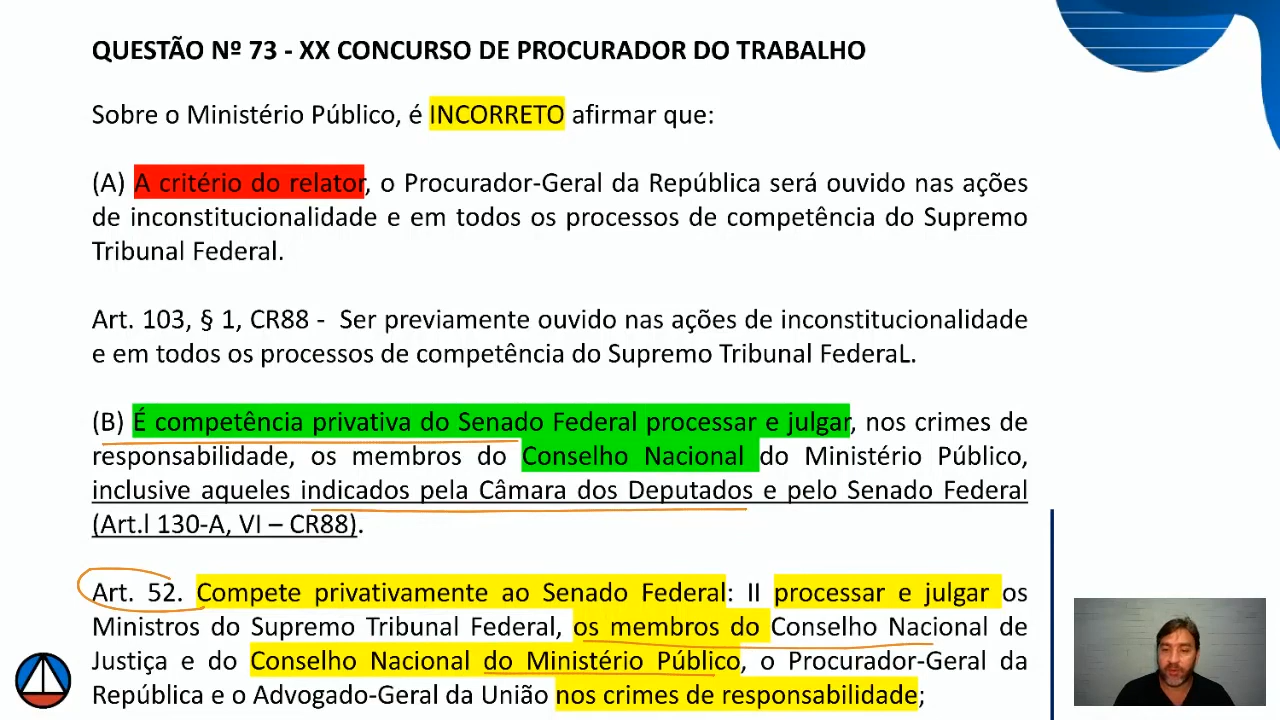 QUESTÃO Nº 73 - XX CONCURSO DE PROCURADOR DO TRABALHO
Sobre o Ministério Público, é INCORRETO afirmar que:
(A) A critério do relator, o Procurador-Geral da República será ouvido nas ações
de inconstitucionalidade e em todos os processos de competência do Supremo
Tribunal Federal.
Art. 103, § 1, CR88 - Ser previamente ouvido nas ações de inconstitucionalidade
e em todos os processos de competência do Supremo Tribunal FederaL.
(B) É competência privativa do Senado Federal processar e julgar, nos crimes de
responsabilidade, os membros do Conselho Nacional do Ministério Público,
inclusive aqueles indicados pela Câmara dos Deputados e pelo Senado Federal
(Art.l 130-A, VI – CR88).
Art. 52. Compete privativamente ao Senado Federal: II processar e julgar os
Ministros do Supremo Tribunal Federal, os membros do Conselho Nacional de
Justiça e do Conselho Nacional do Ministério Público, o Procurador-Geral da
República e o Advogado-Geral da União nos crimes de responsabilidade;